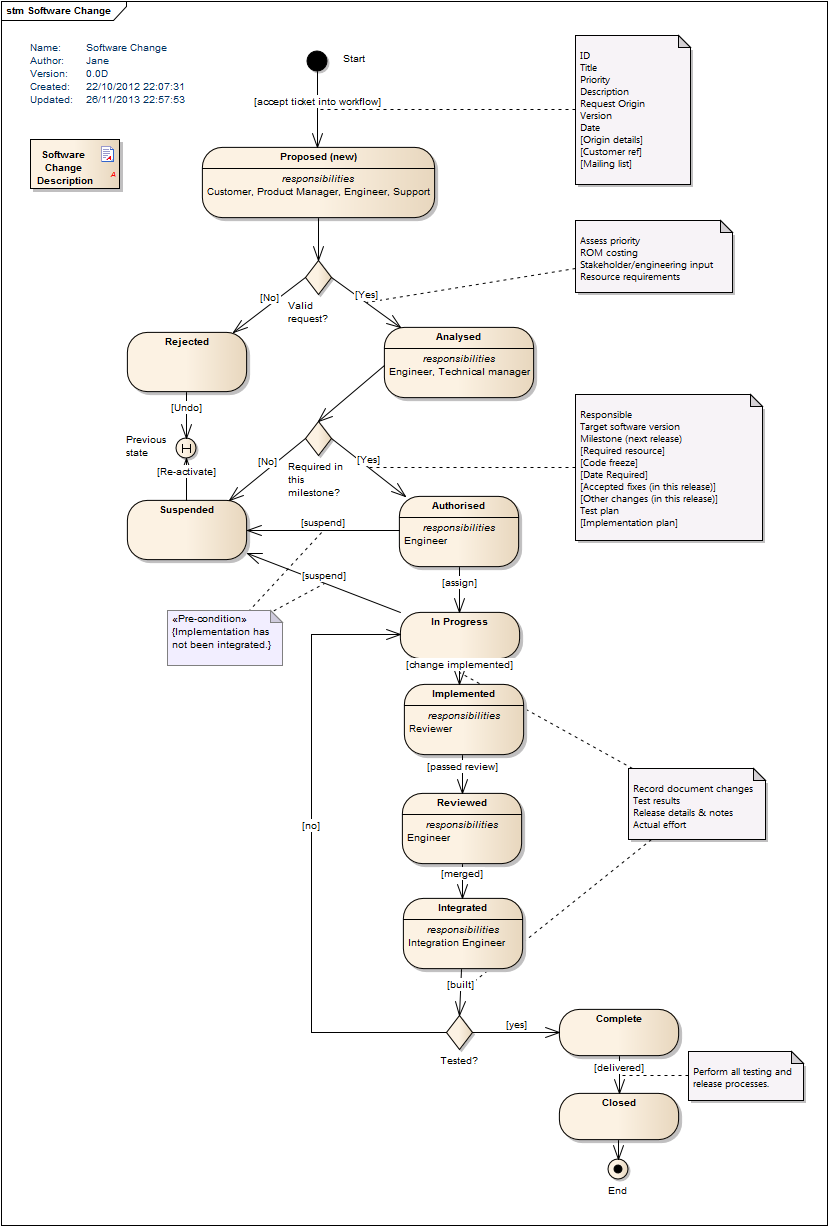 stm Software Change
Name: Software Change
Author: Jane
Version: 0.0D
Created: 22/10/2012 22:07:31
Updated: 26/11/2013 22:57:53
Start
[accept ticket into workflow]
ID
Title
Priority
Description
Request Origin
Version
Date
[Origin details]
[Customer ref]
[Mailing list]
Software
Change
Description
A
Proposed (new)
responsibilities
Customer, Product Manager, Engineer, Support
Assess priority
ROM costing
Stakeholder/engineering input
Resource requirements
[No]
[Yes]
Valid
request?
Rejected
Analysed
responsibilities
Engineer, Technical manager
[Undo]
Previous
state
H
[Re-activate]
[No]
[Yes]
Required in
this
milestone?
Responsible
Target software version
Milestone (next release)
[Required resource]
[Code freeze]
[Date Required]
[Accepted fixes (in this release)]
[Other changes (in this release)]
Test plan
[Implementation plan]
Suspended
Authorised
responsibilities
Engineer
[suspend]
[assign]
[suspend]
«Pre-condition»
{Implementation has
not been integrated.}
In Progress
[change implemented]
Implemented
responsibilities
Reviewer
[passed review]
Record document changes
Test results
Release details & notes
Actual effort
Reviewed
responsibilities
Engineer
[no]
[merged]
Integrated
responsibilities
Integration Engineer
[built]
Tested?
[yes]
Complete
[delivered]
Perform all testing and
release processes.
Closed
End